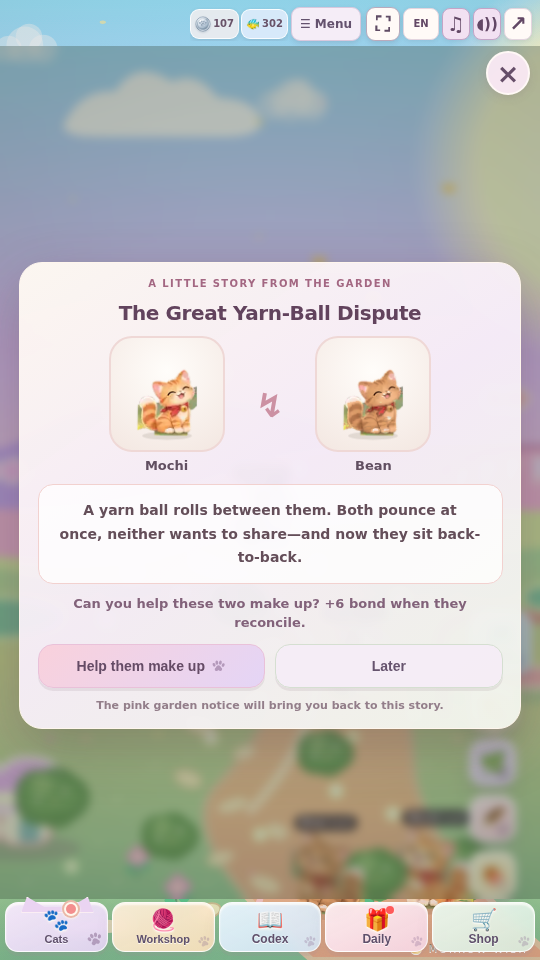 107
302
☰ Menu
EN
A LITTLE STORY FROM THE GARDEN
The Great Yarn-Ball Dispute
Mochi
Bean
A yarn ball rolls between them. Both pounce at
once, neither wants to share—and now they sit back-
to-back.
Can you help these two make up? +6 bond when they
reconcile.
Help them make up
Later
The pink garden notice will bring you back to this story.
Cats
Workshop
Codex
Daily
Shop